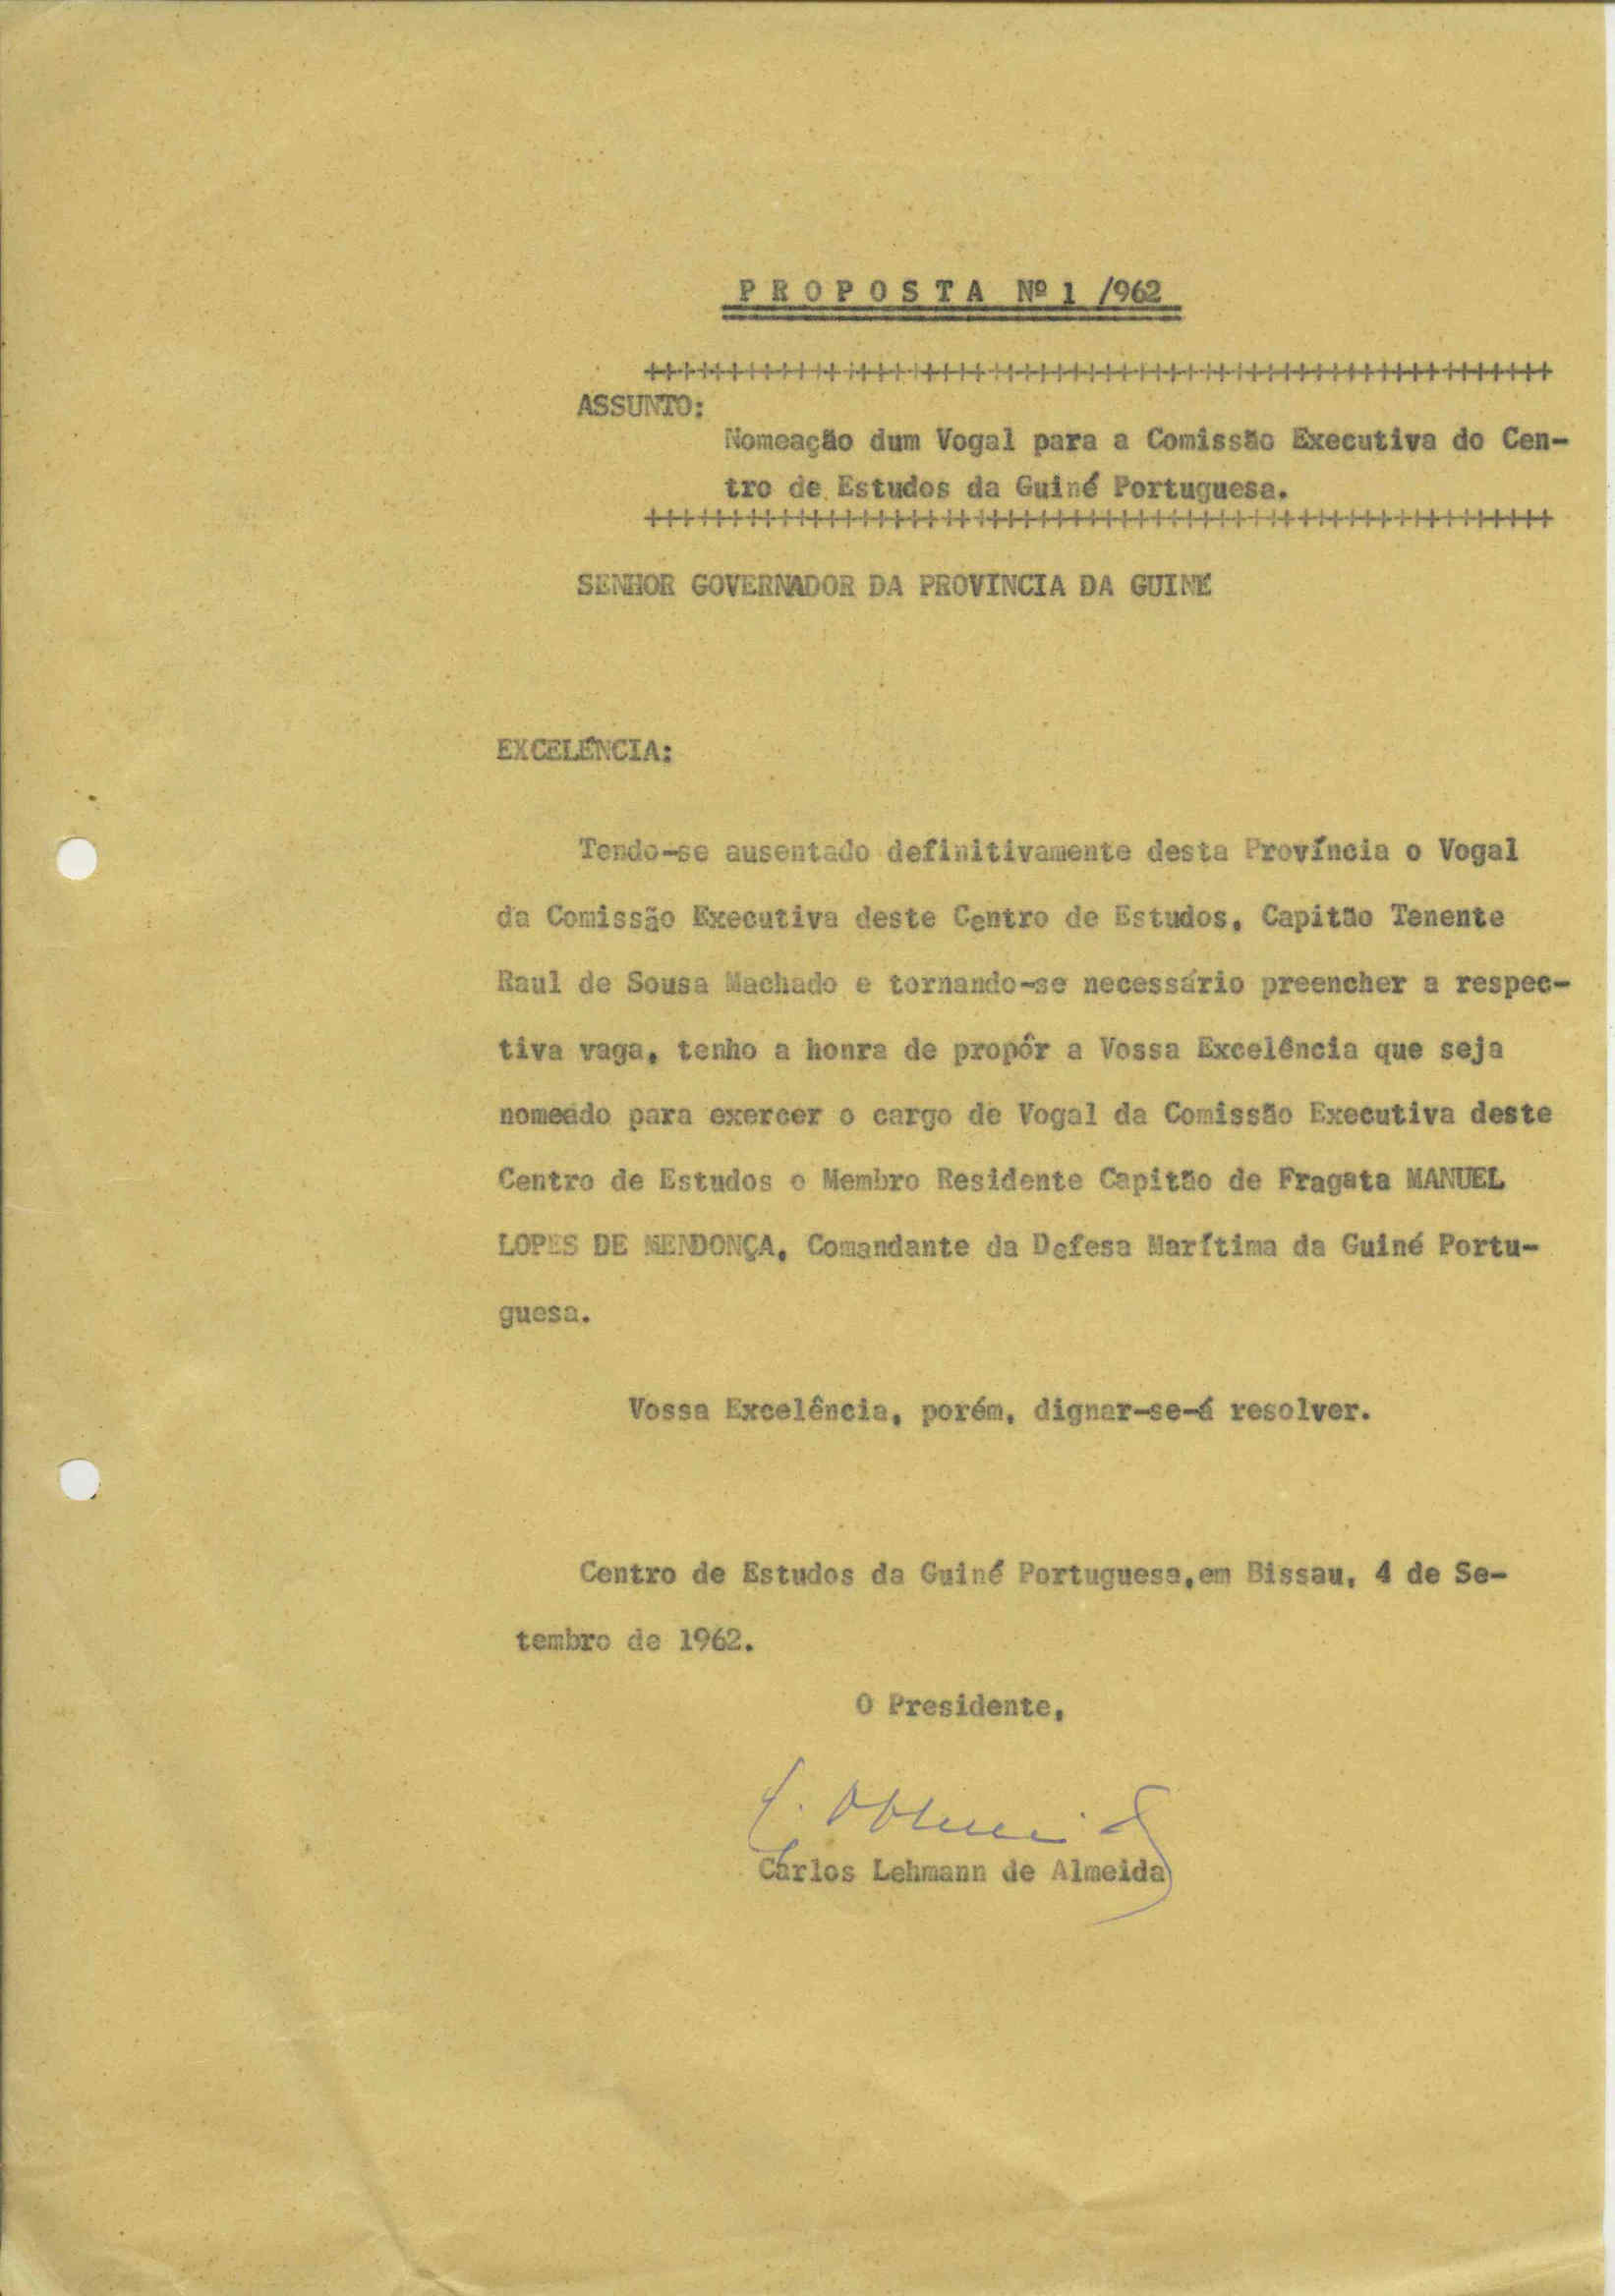 PROPOSTA Nº 1 /962
++++++++++++++++++++++++++++++++++++++++++++++++++++++++
ASSUNTO:
Nomeação dum Vogal para a Comissão Executiva do Cen-
tro de Estudos da Guiné Portuguesa.
++++++++++++++++++++++++++++++++++++++++++++++++++++++++
SENHOR GOVERNADOR DA PROVINCIA DA GUINÉ
EXCELÊNCIA:
Tendo-se ausentado definitivamente desta Província o Vogal
da Comissão Executiva deste Centro de Estudos, Capitão Tenente
Raul de Sousa Machado e tornando-se necessário preencher a respec-
tiva vaga, tenho a honra de propôr a Vossa Excelência que seja
nomeado para exercer o cargo de Vogal da Comissão Executiva deste
Centro de Estudos o Membro Residente Capitão de Fragata MANUEL
LOPES DE MENDONÇA, Comandante da Defesa Marítima da Guiné Portu-
guesa.
Vossa Excelência, porém, dignar-se-á resolver.
Centro de Estudos da Guiné Portuguesa,em Bissau, 4 de Se-
tembro de 1962.
O Presidente,
C. Almeida
Carlos Lehmann de Almeida